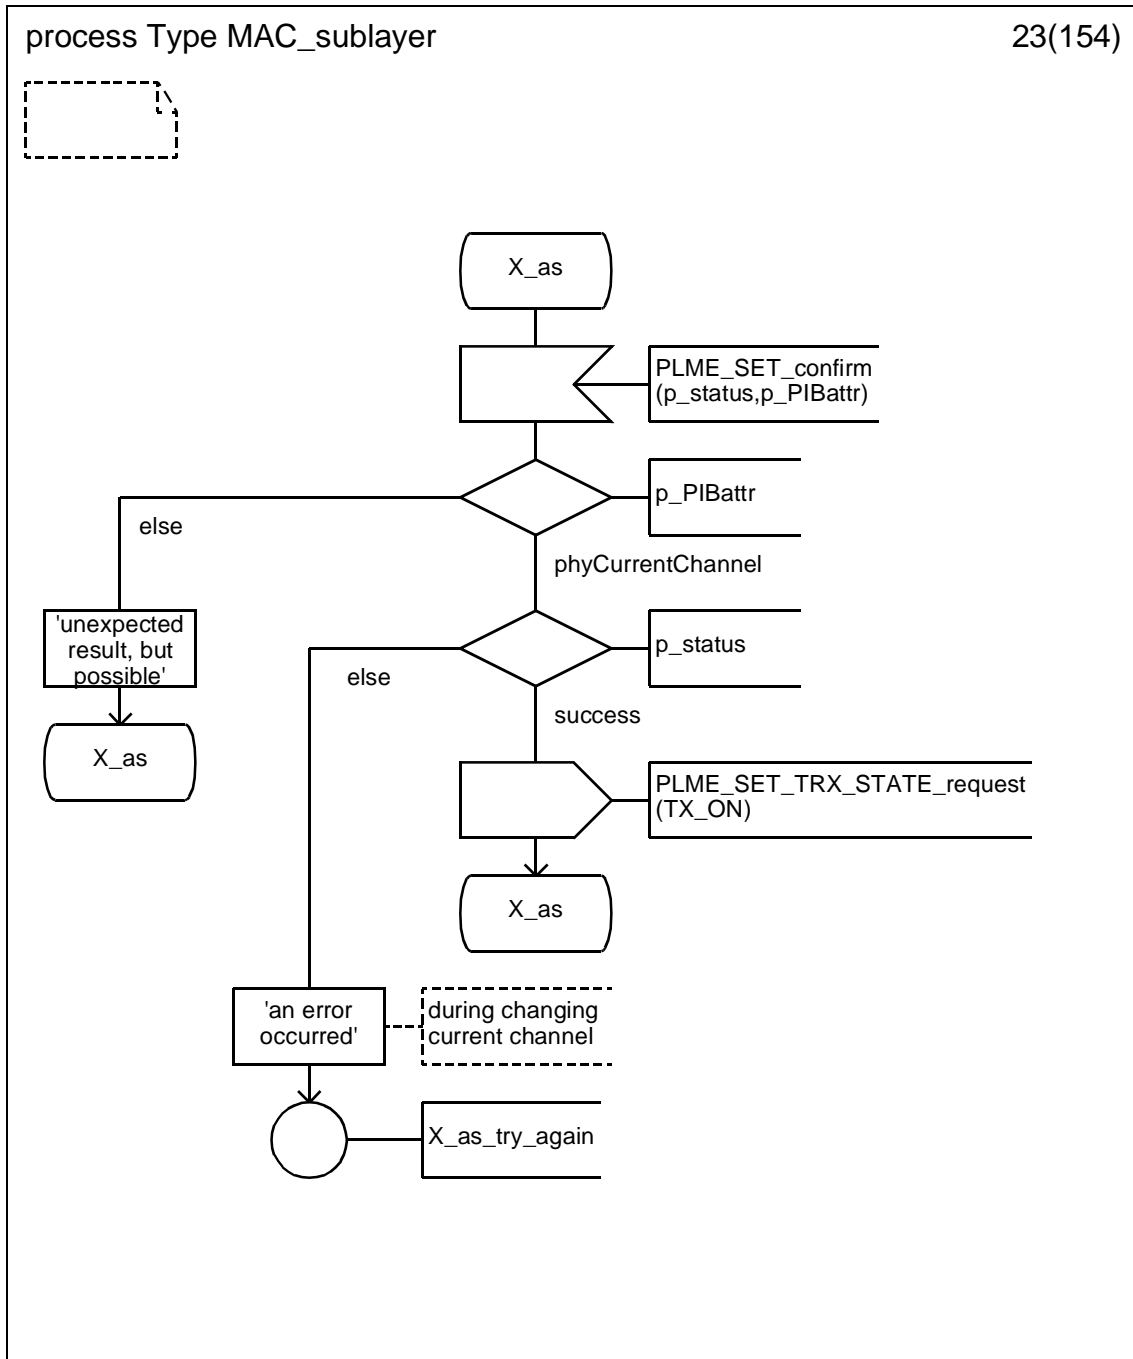 process Type MAC_sublayer
23(154)
X_as
PLME_SET_confirm
(p_status,p_PIBattr)
p_PIBattr
else
phyCurrentChannel
'unexpected
result, but
possible'
p_status
else
success
X_as
PLME_SET_TRX_STATE_request
(TX_ON)
X_as
'an error
occurred'
during changing
current channel
X_as_try_again